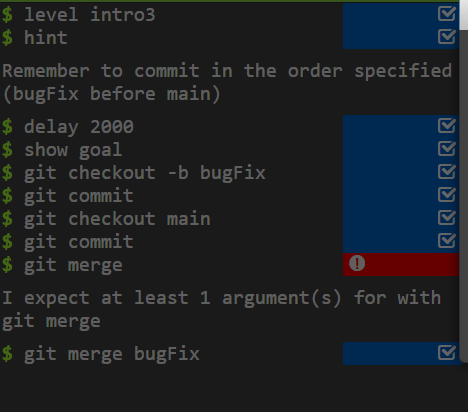 $ level intro3
$ hint
Remember to commit in the order specified
(bugFix before main)
$ delay 2000
$ show goal
$ git checkout -b bugFix
$ git commit
$ git checkout main
$ git commit
$ git merge
I expect at least 1 argument(s) for with
git merge
$ git merge bugFix